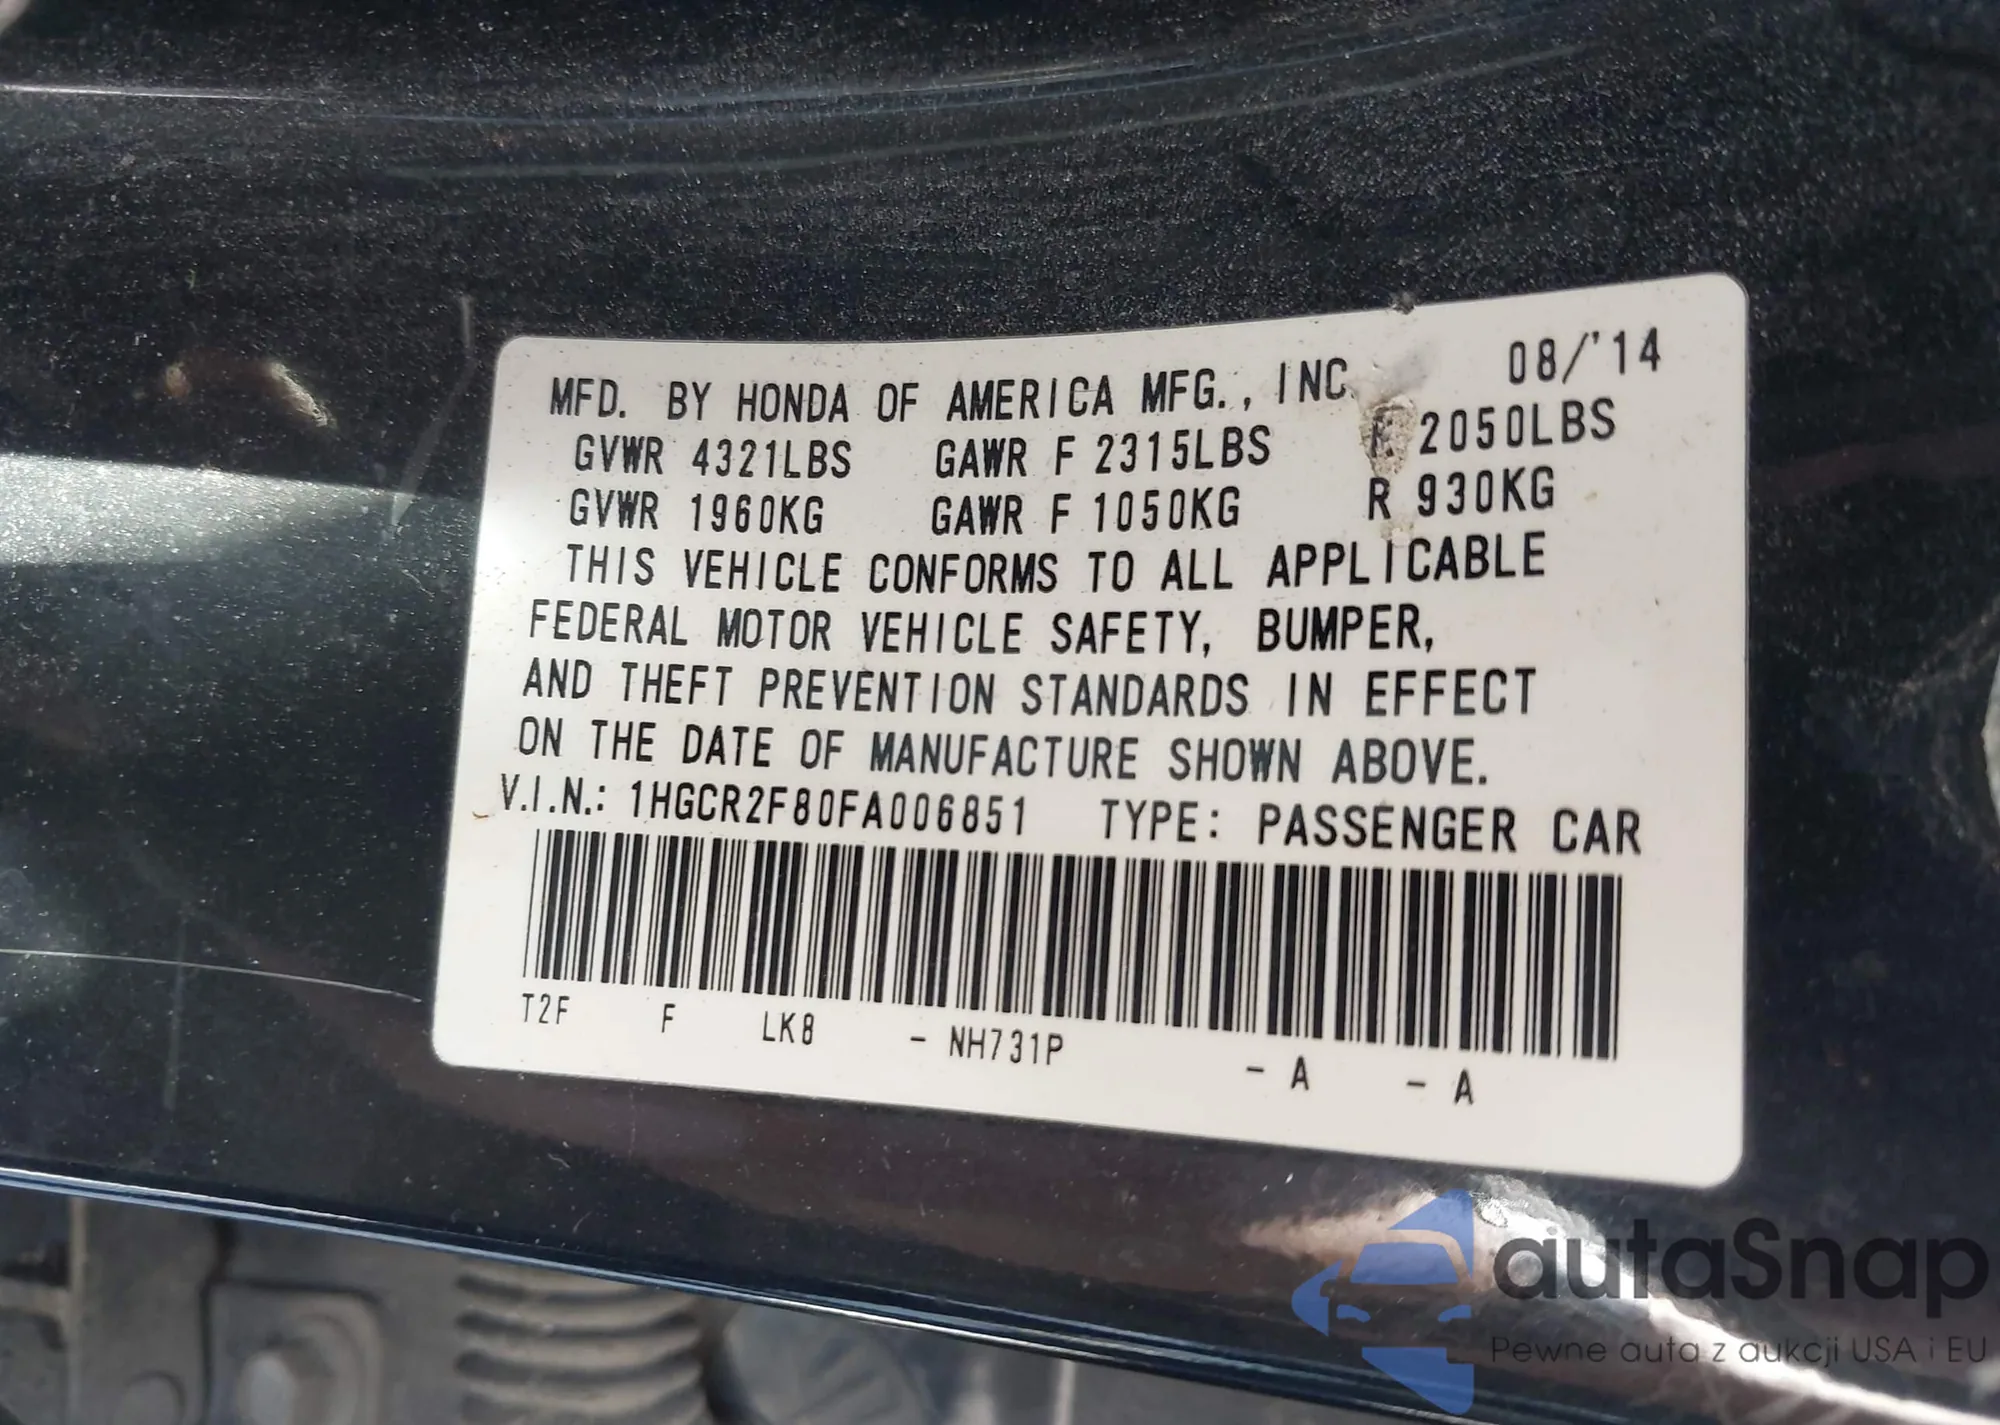 MFD. BY HONDA OF AMERICA MFG., INC. 08/'14
GVWR 4321LBS GAWR F 2315LBS R 2050LBS
GVWR 1960KG GAWR F 1050KG R 930KG
THIS VEHICLE CONFORMS TO ALL APPLICABLE
FEDERAL MOTOR VEHICLE SAFETY, BUMPER,
AND THEFT PREVENTION STANDARDS IN EFFECT
ON THE DATE OF MANUFACTURE SHOWN ABOVE.
V.I.N.: 1HGCR2F80FA006851 TYPE: PASSENGER CAR
T2F F LK8 - NH731P - A - A
autaSnap
Pewne auta z aukcji USA i EU